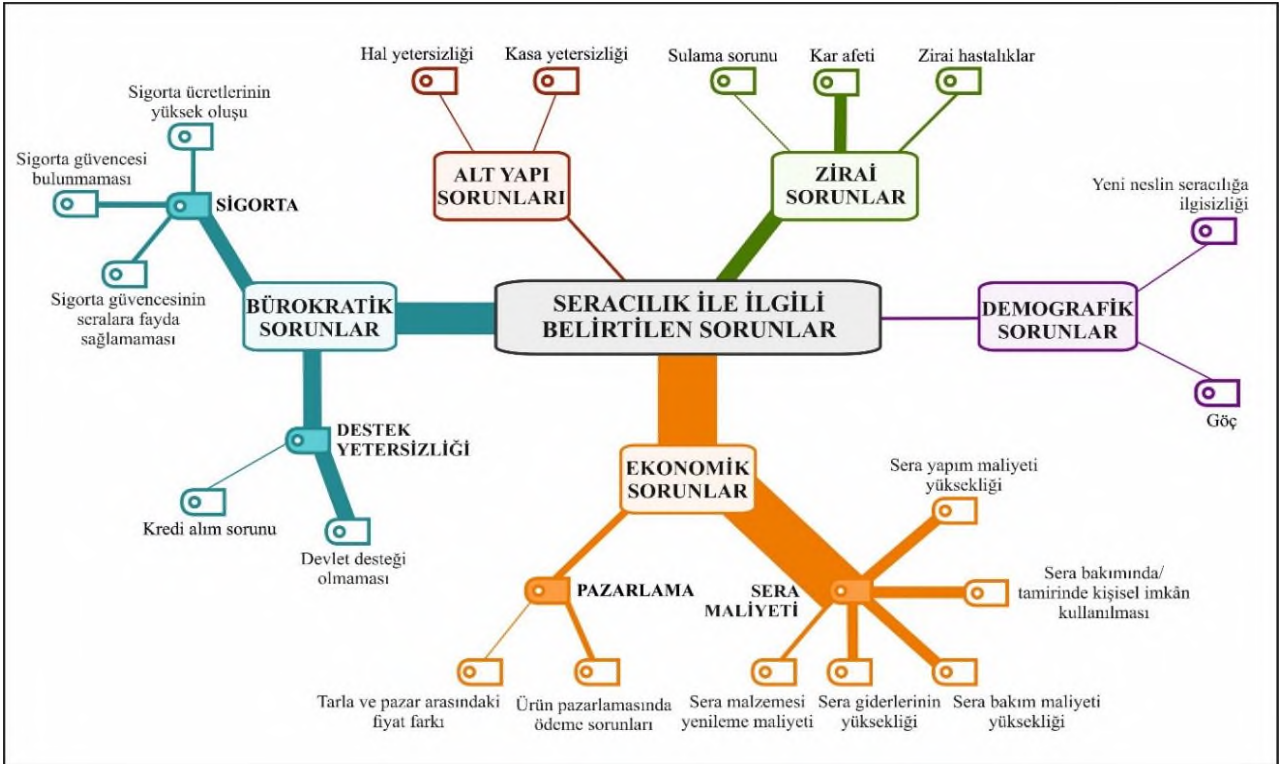 Hal yetersizliği
Kasa yetersizliği
Sulama sorunu
Kar afeti
Zirai hastalıklar
ALT YAPI
SORUNLARI
ZİRAİ
SORUNLAR
Sigorta ücretlerinin
yüksek oluşu
Sigorta güvencesi
bulunmaması
SİGORTA
Sigorta güvencesinin
seralara fayda
sağlamaması
BÜROKRATİK
SORUNLAR
SERACILIK İLE İLGİLİ
BELİRTİLEN SORUNLAR
Yeni neslin seracılığa
ilgisizliği
DEMOGRAFİK
SORUNLAR
Göç
DESTEK
YETERSİZLİĞİ
Kredi alım sorunu
Devlet desteği
olmaması
EKONOMİK
SORUNLAR
PAZARLAMA
Tarla ve pazar arasındaki
fiyat farkı
Ürün pazarlamasında
ödeme sorunları
SERA
MALİYETİ
Sera yapım maliyeti
yüksekliği
Sera bakımında/
tamirinde kişisel imkân
kullanılması
Sera malzemesi
yenileme maliyeti
Sera giderlerinin
yüksekliği
Sera bakım maliyeti
yüksekliği